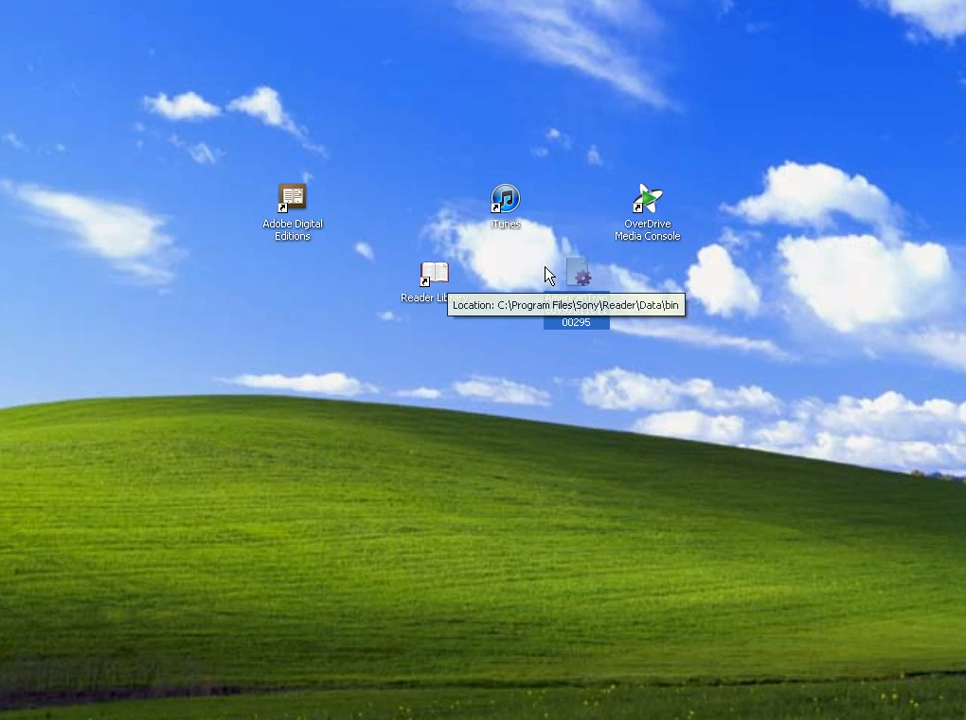 Adobe Digital
Editions
iTunes
OverDrive
Media Console
Reader Lib
Location: C:\Program Files\Sony\Reader\Data\bin
00295